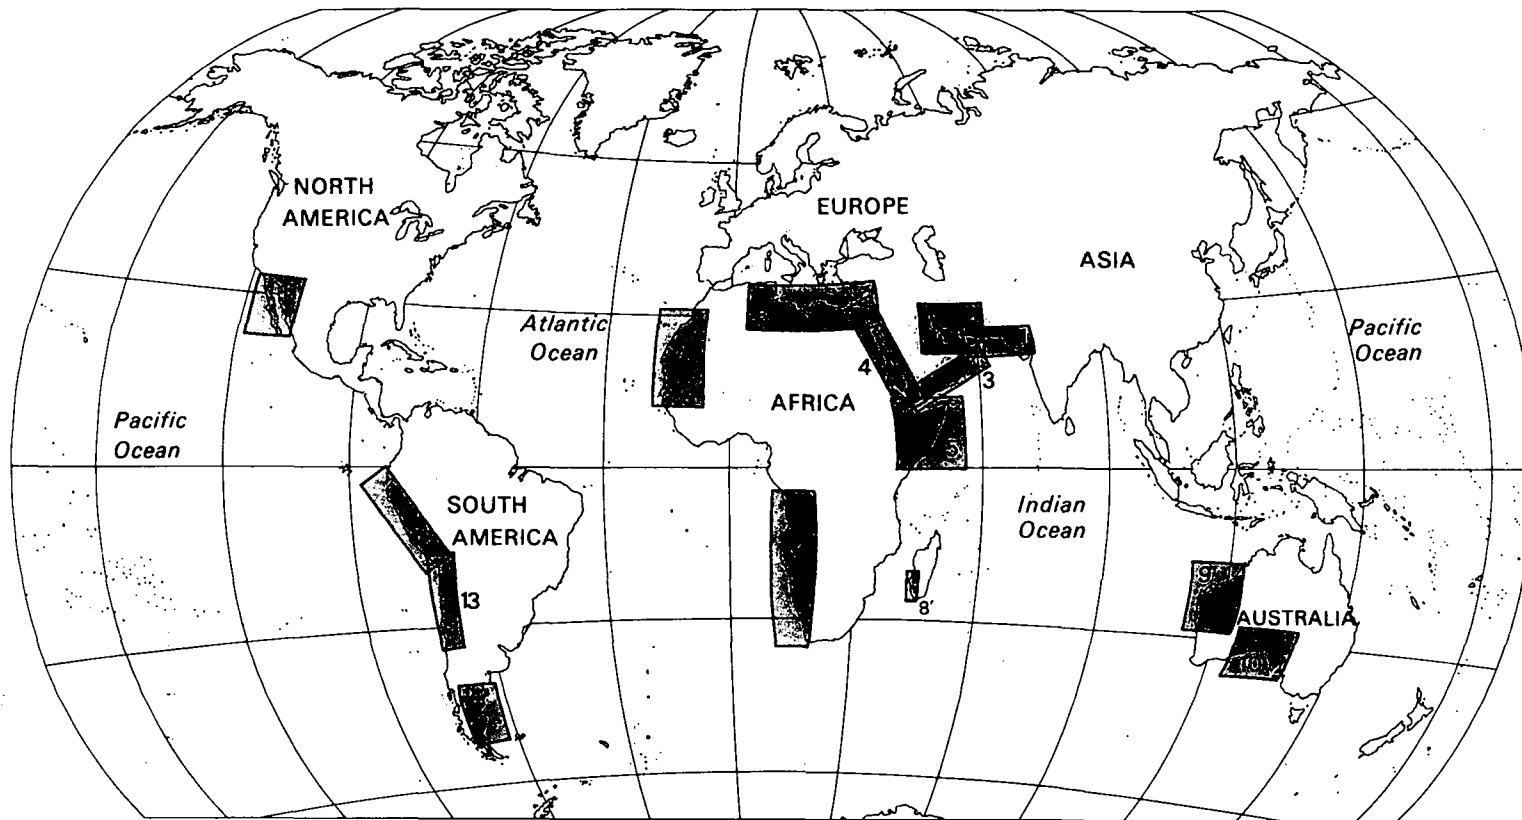 NORTH
AMERICA
EUROPE
ASIA
Atlantic
Ocean
Pacific
Ocean
4
3
AFRICA
Pacific
Ocean
SOUTH
AMERICA
Indian
Ocean
9
13
8'
AUSTRALIA
10